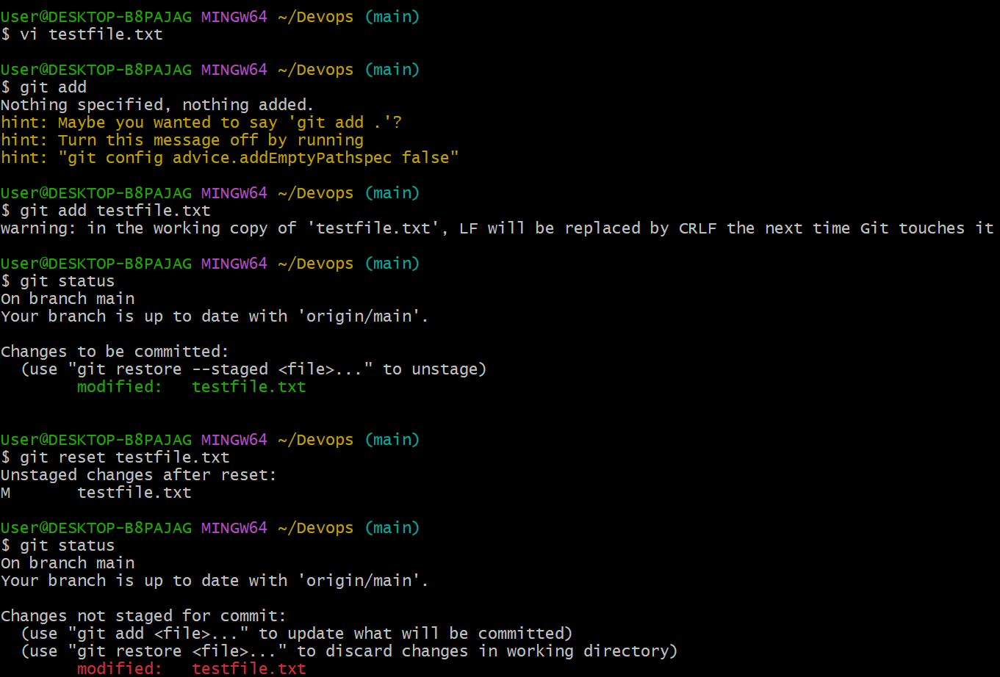 User@DESKTOP-B8PAJAG MINGW64 ~/Devops (main)
$ vi testfile.txt

User@DESKTOP-B8PAJAG MINGW64 ~/Devops (main)
$ git add
Nothing specified, nothing added.
hint: Maybe you wanted to say 'git add .'?
hint: Turn this message off by running
hint: "git config advice.addEmptyPathspec false"

User@DESKTOP-B8PAJAG MINGW64 ~/Devops (main)
$ git add testfile.txt
warning: in the working copy of 'testfile.txt', LF will be replaced by CRLF the next time Git touches it

User@DESKTOP-B8PAJAG MINGW64 ~/Devops (main)
$ git status
On branch main
Your branch is up to date with 'origin/main'.

Changes to be committed:
  (use "git restore --staged <file>..." to unstage)
        modified:   testfile.txt


User@DESKTOP-B8PAJAG MINGW64 ~/Devops (main)
$ git reset testfile.txt
Unstaged changes after reset:
M       testfile.txt

User@DESKTOP-B8PAJAG MINGW64 ~/Devops (main)
$ git status
On branch main
Your branch is up to date with 'origin/main'.

Changes not staged for commit:
  (use "git add <file>..." to update what will be committed)
  (use "git restore <file>..." to discard changes in working directory)
        modified:   testfile.txt